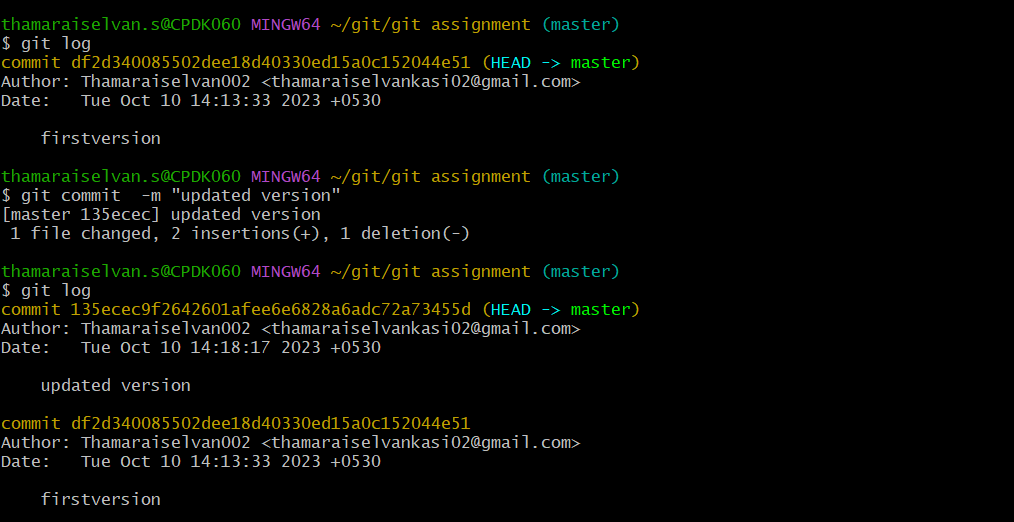 thamaraiselvan.s@CPDK060 MINGW64 ~/git/git assignment (master)
$ git log
commit df2d340085502dee18d40330ed15a0c152044e51 (HEAD -> master)
Author: Thamaraiselvan002 <thamaraiselvankasi02@gmail.com>
Date:   Tue Oct 10 14:13:33 2023 +0530
    firstversion
thamaraiselvan.s@CPDK060 MINGW64 ~/git/git assignment (master)
$ git commit  -m "updated version"
[master 135ecec] updated version
 1 file changed, 2 insertions(+), 1 deletion(-)
thamaraiselvan.s@CPDK060 MINGW64 ~/git/git assignment (master)
$ git log
commit 135ecec9f2642601afee6e6828a6adc72a73455d (HEAD -> master)
Author: Thamaraiselvan002 <thamaraiselvankasi02@gmail.com>
Date:   Tue Oct 10 14:18:17 2023 +0530
    updated version
commit df2d340085502dee18d40330ed15a0c152044e51
Author: Thamaraiselvan002 <thamaraiselvankasi02@gmail.com>
Date:   Tue Oct 10 14:13:33 2023 +0530
    firstversion